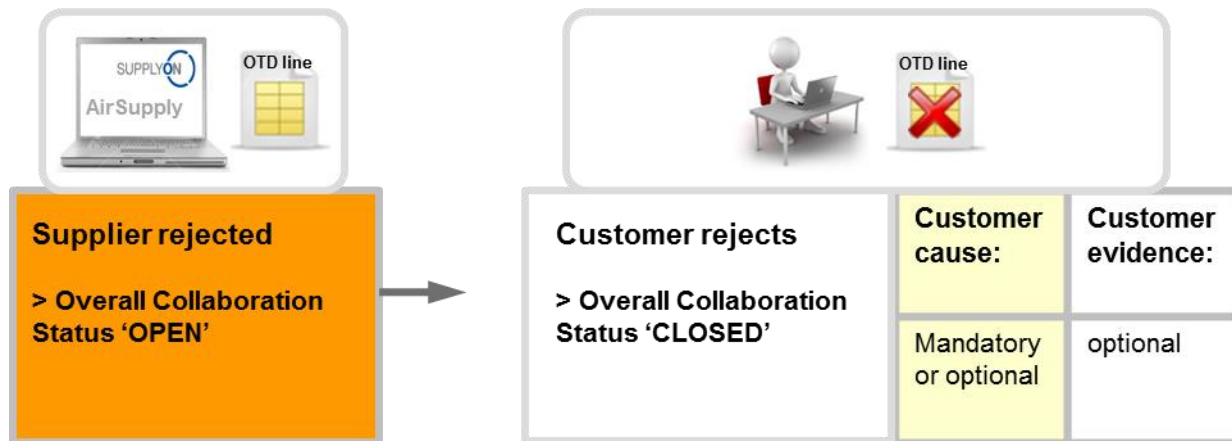 SUPPLYON
AirSupply
OTD line
OTD line
Supplier rejected
> Overall Collaboration
Status ‘OPEN’
Customer rejects
> Overall Collaboration
Status ‘CLOSED’
Customer
cause:
Customer
evidence:
Mandatory
or optional
optional